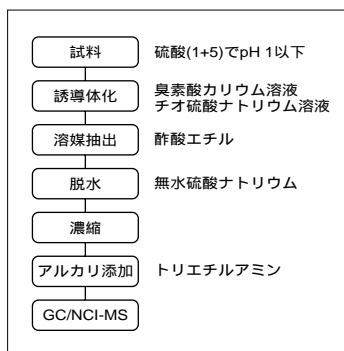 試料 硫酸(1+5)でpH 1以下
誘導体化 臭素酸カリウム溶液
チオ硫酸ナトリウム溶液
溶媒抽出 酢酸エチル
脱水 無水硫酸ナトリウム
濃縮
アルカリ添加 トリエチルアミン
GC/NCI-MS